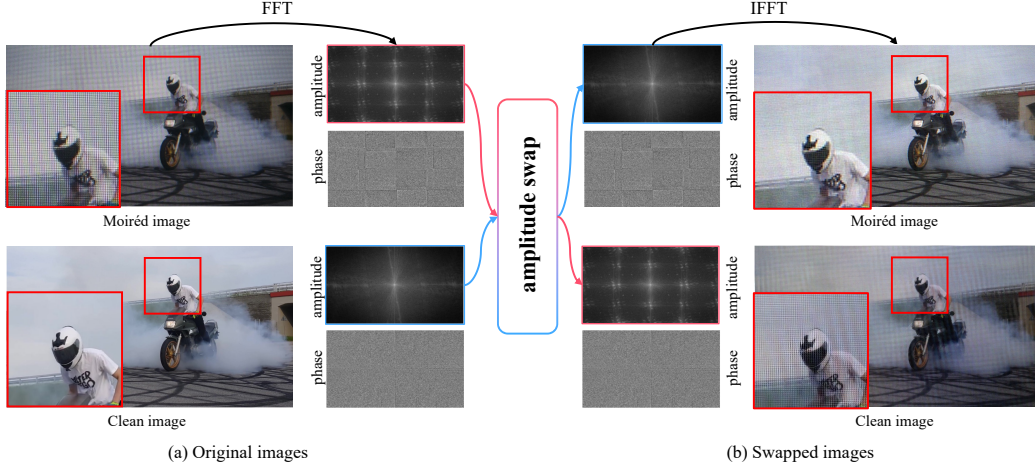 FFT
IFFT
amplitude
phase
Moiréd image
amplitude
phase
Clean image
amplitude swap
amplitude
phase
Moiréd image
amplitude
phase
Clean image
(a) Original images
(b) Swapped images